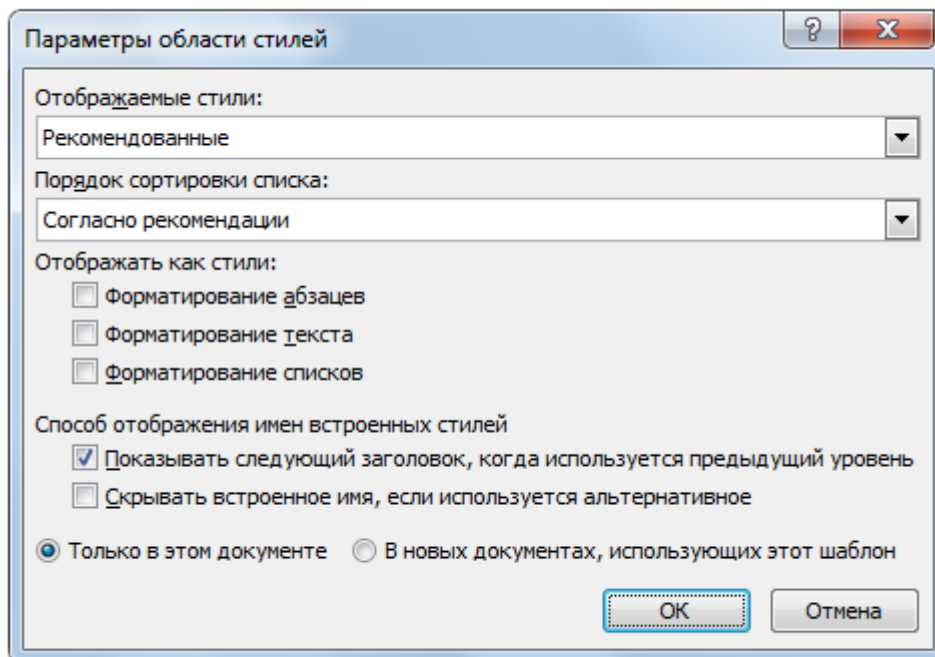 Параметры области стилей
Отображаемые стили:
Рекомендованные
Порядок сортировки списка:
Согласно рекомендации
Отображать как стили:
Форматирование абзацев
Форматирование текста
Форматирование списков
Способ отображения имен встроенных стилей
Показывать следующий заголовок, когда используется предыдущий уровень
Скрывать встроенное имя, если используется альтернативное
Только в этом документе В новых документах, использующих этот шаблон
ОК Отмена